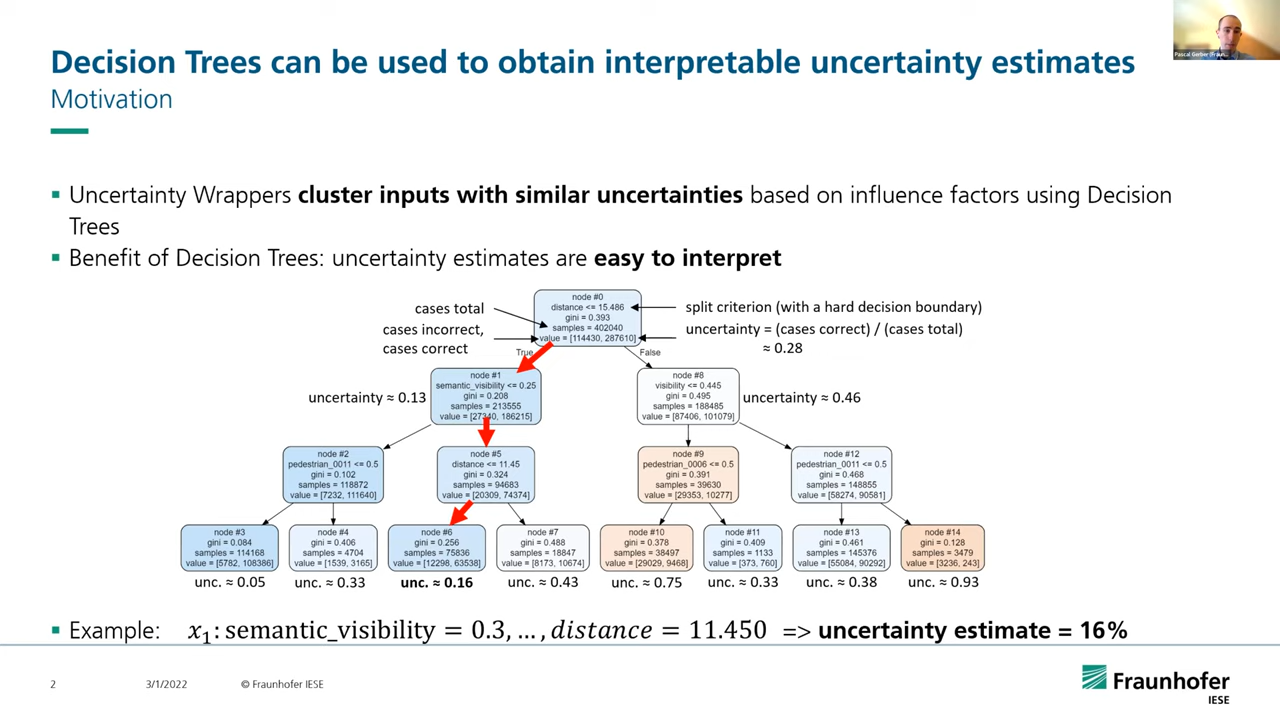 Decision Trees can be used to obtain interpretable uncertainty estimates
Motivation
Pascal Gerber (Fraun...
▪ Uncertainty Wrappers cluster inputs with similar uncertainties based on influence factors using Decision
Trees
▪ Benefit of Decision Trees: uncertainty estimates are easy to interpret
cases total
cases incorrect,
cases correct
node #0
distance <= 15.486
gini = 0.393
samples = 402040
value = [114430, 287610]
split criterion (with a hard decision boundary)
uncertainty = (cases correct) / (cases total)
≈ 0.28
True
False
uncertainty ≈ 0.13
node #1
semantic_visibility <= 0.25
gini = 0.208
samples = 213555
value = [27340, 186215]
node #8
visibility <= 0.445
gini = 0.495
samples = 188485
value = [87406, 101079]
uncertainty ≈ 0.46
node #2
pedestrian_0011 <= 0.5
gini = 0.102
samples = 118872
value = [7232, 111640]
node #5
distance <= 11.45
gini = 0.324
samples = 94683
value = [20309, 74374]
node #9
pedestrian_0006 <= 0.5
gini = 0.391
samples = 39630
value = [29353, 10277]
node #12
pedestrian_0011 <= 0.5
gini = 0.468
samples = 148855
value = [58274, 90581]
node #3
gini = 0.084
samples = 114168
value = [5782, 108386]
node #4
gini = 0.406
samples = 4704
value = [1539, 3165]
node #6
gini = 0.256
samples = 75836
value = [12298, 63538]
node #7
gini = 0.488
samples = 18847
value = [8173, 10674]
node #10
gini = 0.378
samples = 38497
value = [29029, 9468]
node #11
gini = 0.409
samples = 1133
value = [373, 760]
node #13
gini = 0.461
samples = 145376
value = [55084, 90292]
node #14
gini = 0.128
samples = 3479
value = [3236, 243]
unc. ≈ 0.05
unc. ≈ 0.33
unc. ≈ 0.16
unc. ≈ 0.43
unc. ≈ 0.75
unc. ≈ 0.33
unc. ≈ 0.38
unc. ≈ 0.93
▪ Example: x₁: semantic_visibility = 0.3, ... , distance = 11.450 => uncertainty estimate = 16%
2 3/1/2022 © Fraunhofer IESE
Fraunhofer
IESE